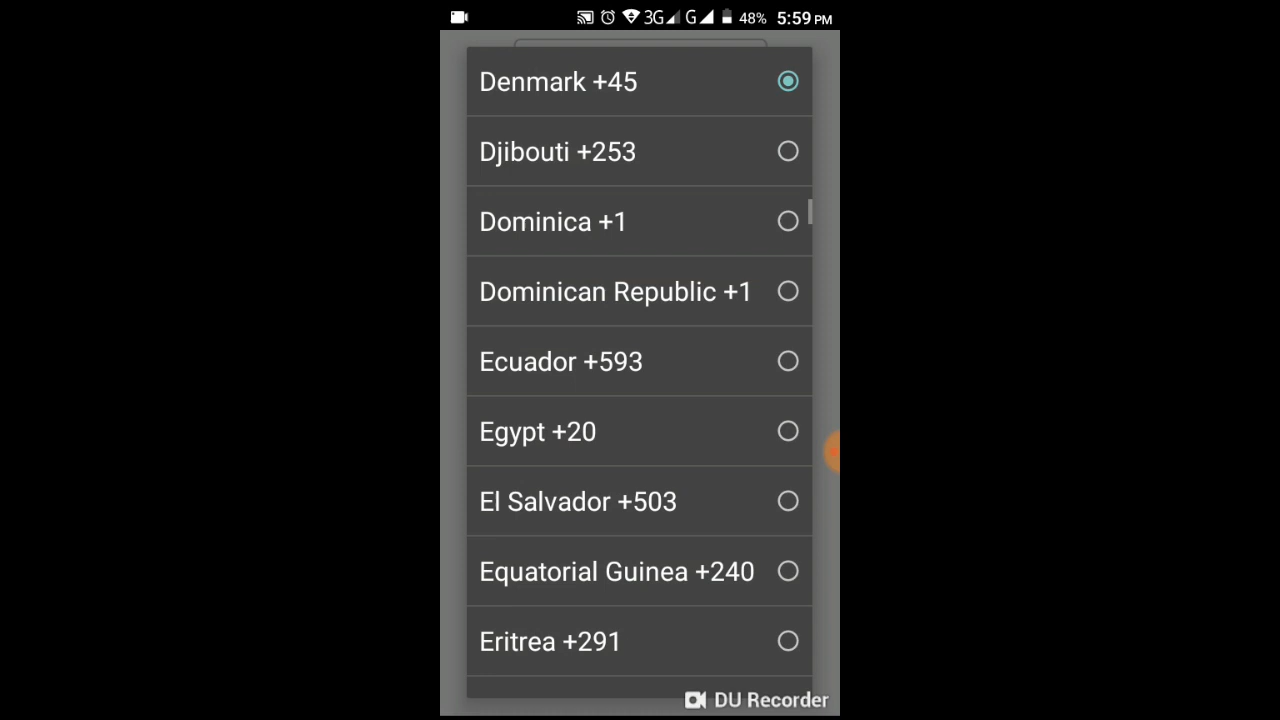 3G G 48% 5:59 PM
Denmark +45
Djibouti +253
Dominica +1
Dominican Republic +1
Ecuador +593
Egypt +20
El Salvador +503
Equatorial Guinea +240
Eritrea +291
DU Recorder